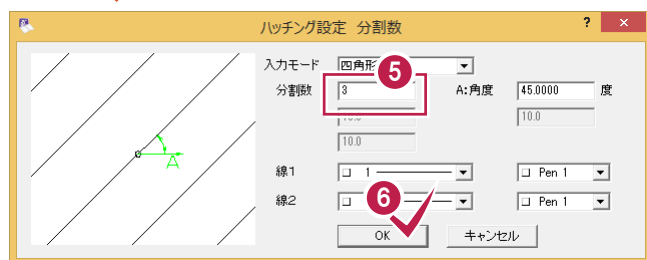 ハッチング設定 分割数 ? ×
入力モード 四角形
5
分割数 3 A:角度 45.0000 度
10.0 10.0
10.0
A
線1 1 Pen 1
線2 6 Pen 1
OK キャンセル